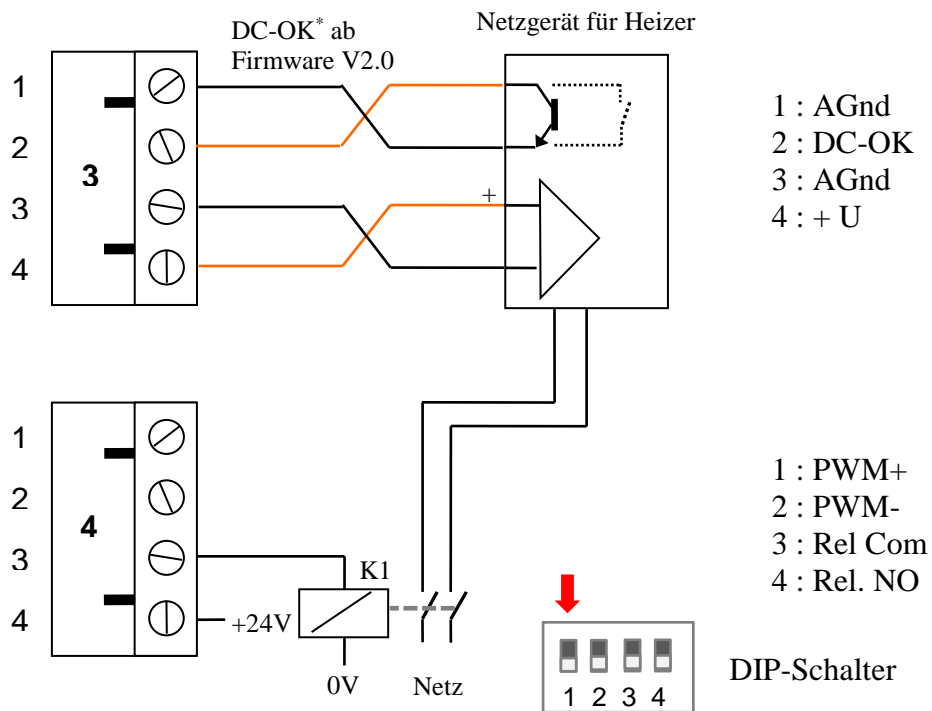 DC-OK* ab
Firmware V2.0
Netzgerät für Heizer
1
2
3
4
3
+
1 : AGnd
2 : DC-OK
3 : AGnd
4 : + U
1
2
3
4
4
K1
+24V
0V
Netz
1 : PWM+
2 : PWM-
3 : Rel Com
4 : Rel. NO
1 2 3 4
DIP-Schalter